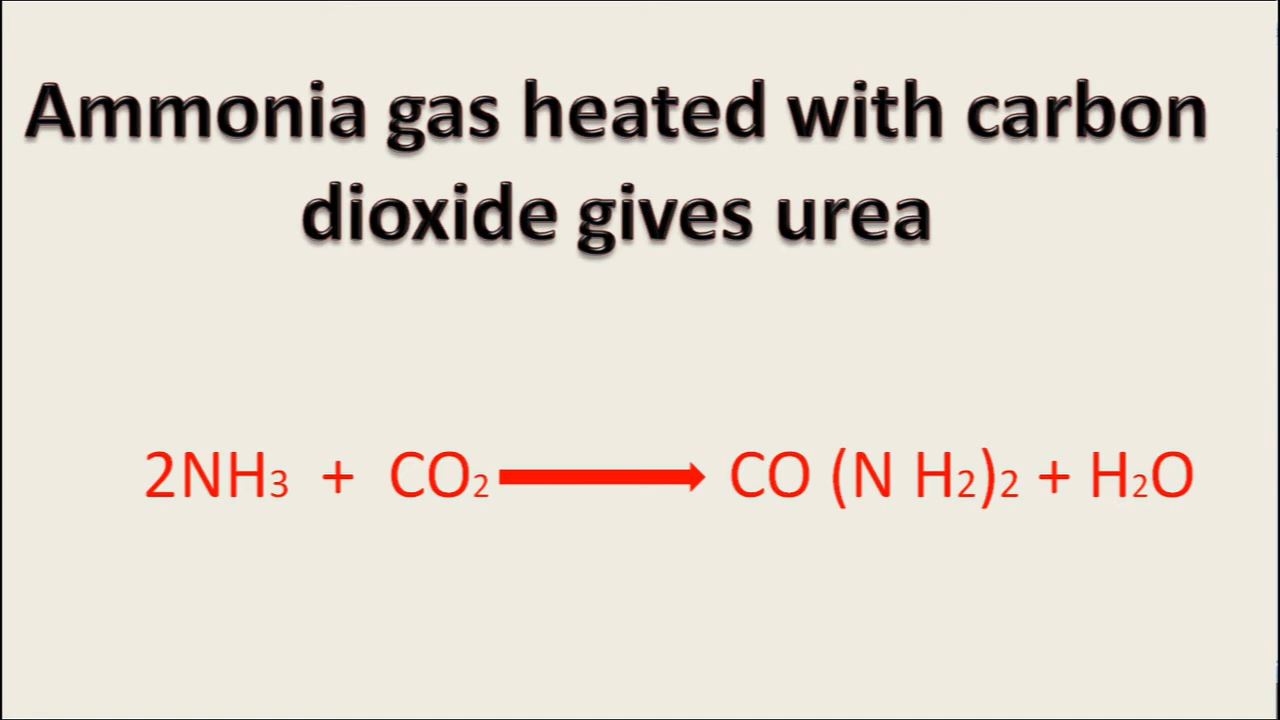 Ammonia gas heated with carbon
dioxide gives urea
2NH₃ + CO₂ → CO (N H₂)₂ + H₂O